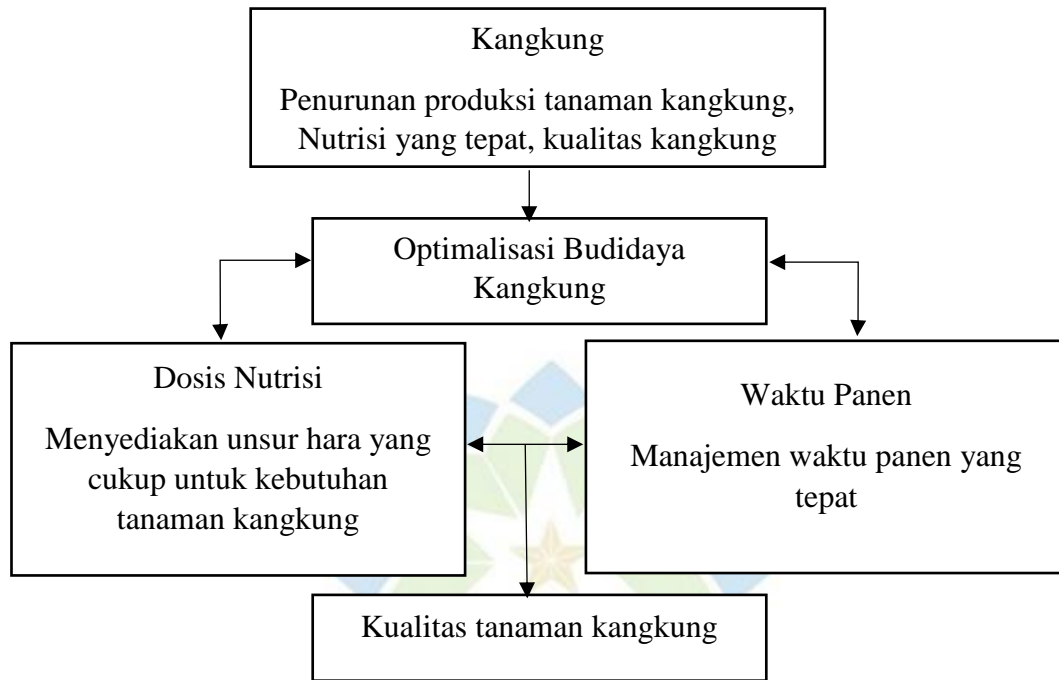 Kangkung
Penurunan produksi tanaman kangkung,
Nutrisi yang tepat, kualitas kangkung
Optimalisasi Budidaya
Kangkung
Dosis Nutrisi
Menyediakan unsur hara yang
cukup untuk kebutuhan
tanaman kangkung
Waktu Panen
Manajemen waktu panen yang
tepat
Kualitas tanaman kangkung